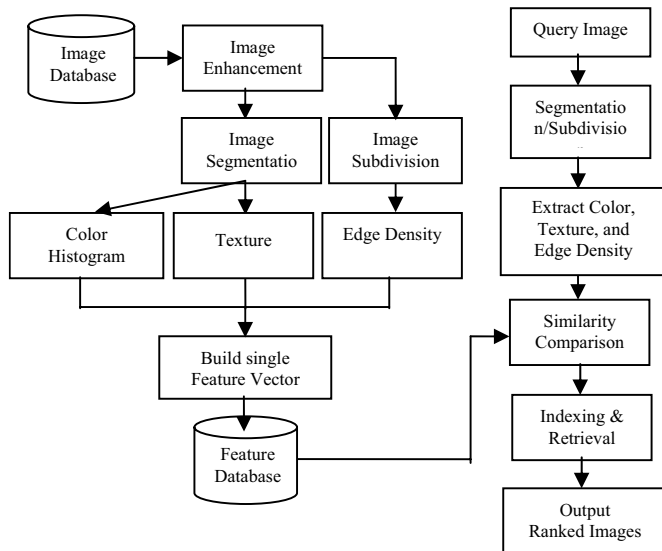 Image
Database
Image
Enhancement
Image
Segmentatio
Image
Subdivision
Color
Histogram
Texture
Edge Density
Build single
Feature Vector
Feature
Database
Query Image
Segmentatio
n/Subdivisio
Extract Color,
Texture, and
Edge Density
Similarity
Comparison
Indexing &
Retrieval
Output
Ranked Images